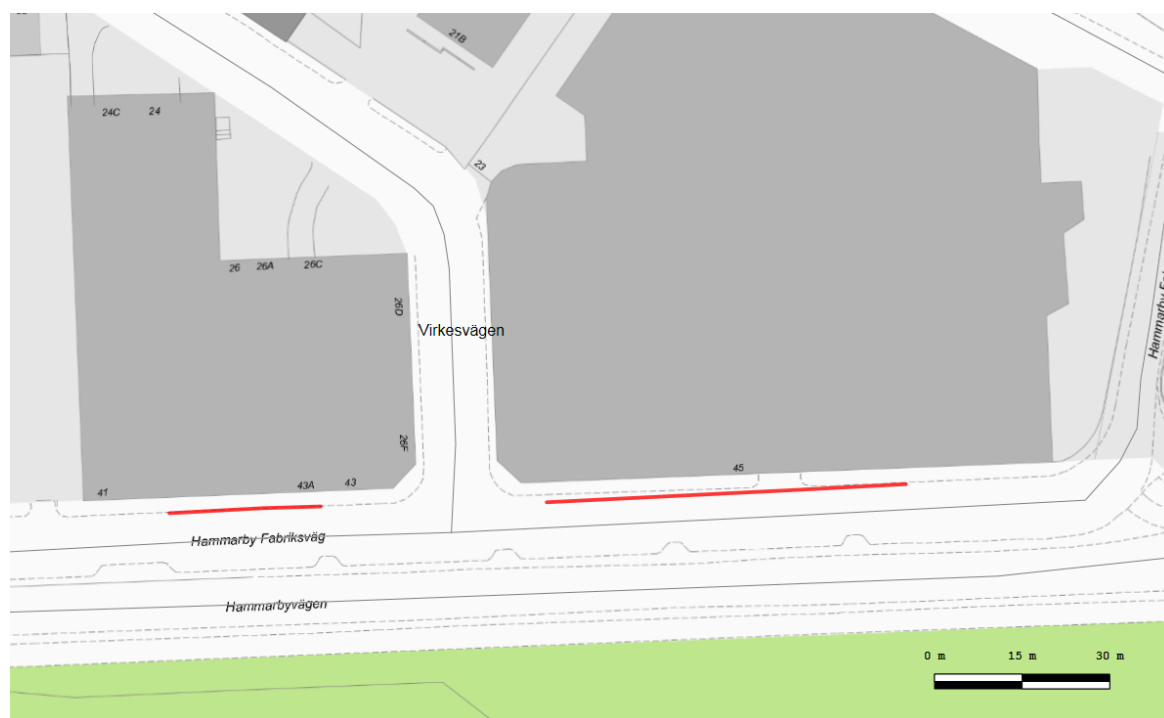 21B
24C 24
23
26 26A 26C
26D
Virkesvägen
26F
45
41 43A 43
Hammarby Fabriksväg
Hammarbyvägen
0 m 15 m 30 m